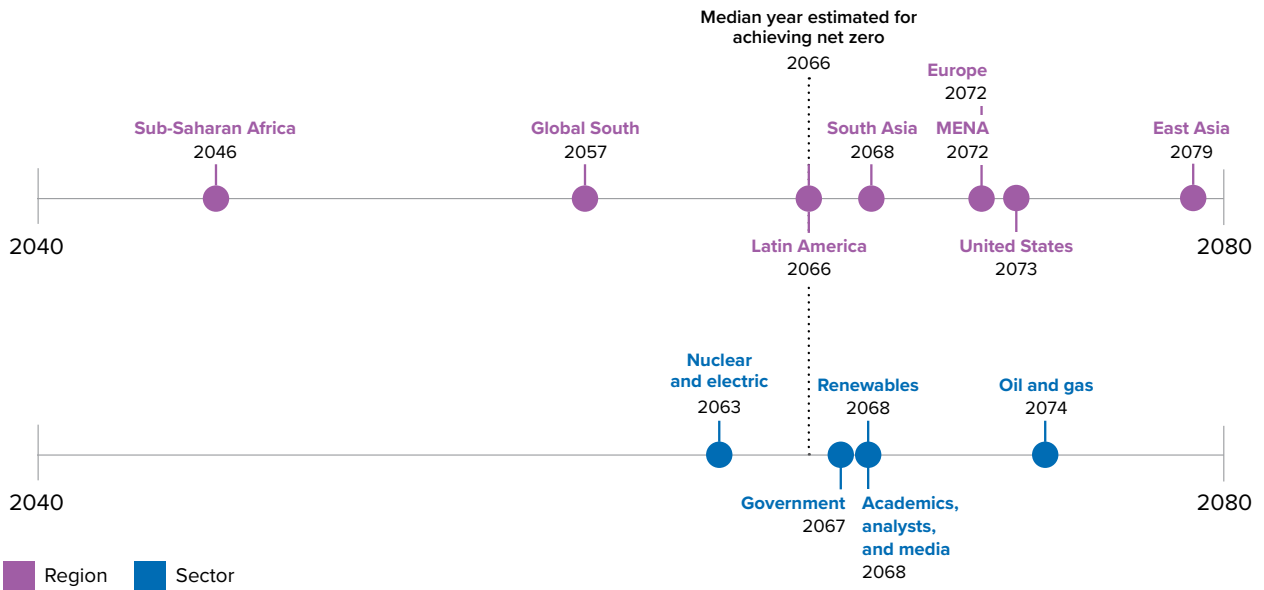 Median year estimated for
achieving net zero
2066
Europe
2072
Sub-Saharan Africa
2046
Global South
2057
South Asia
2068
MENA
2072
East Asia
2079
2040
2080
Latin America
2066
United States
2073
Nuclear
and electric
2063
Renewables
2068
Oil and gas
2074
2040
2080
Government
2067
Academics,
analysts,
and media
2068
Region
Sector